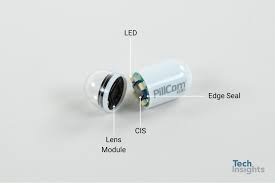 LED
PillCam
Edge Seal
Lens
Module
CIS
Tech
Insights